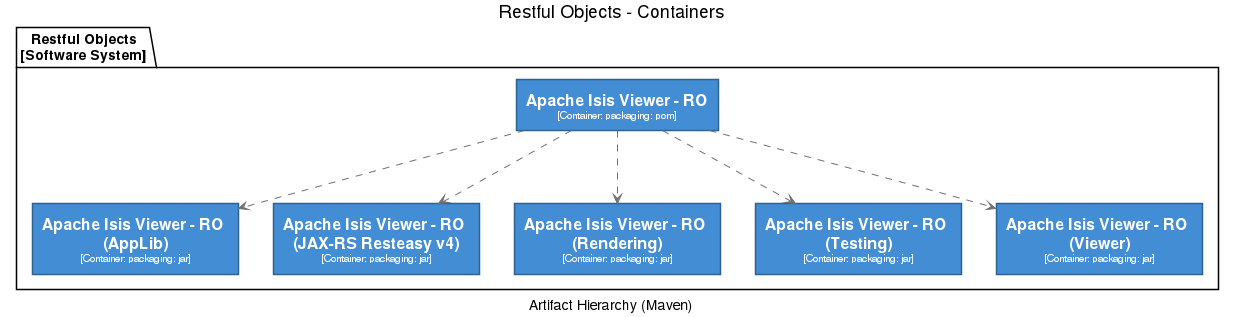 Restful Objects - Containers
Restful Objects
[Software System]
Apache Isis Viewer - RO
[Container: packaging: pom]
Apache Isis Viewer - RO
(AppLib)
[Container: packaging: jar]
Apache Isis Viewer - RO
(JAX-RS Resteasy v4)
[Container: packaging: jar]
Apache Isis Viewer - RO
(Rendering)
[Container: packaging: jar]
Apache Isis Viewer - RO
(Testing)
[Container: packaging: jar]
Apache Isis Viewer - RO
(Viewer)
[Container: packaging: jar]
Artifact Hierarchy (Maven)